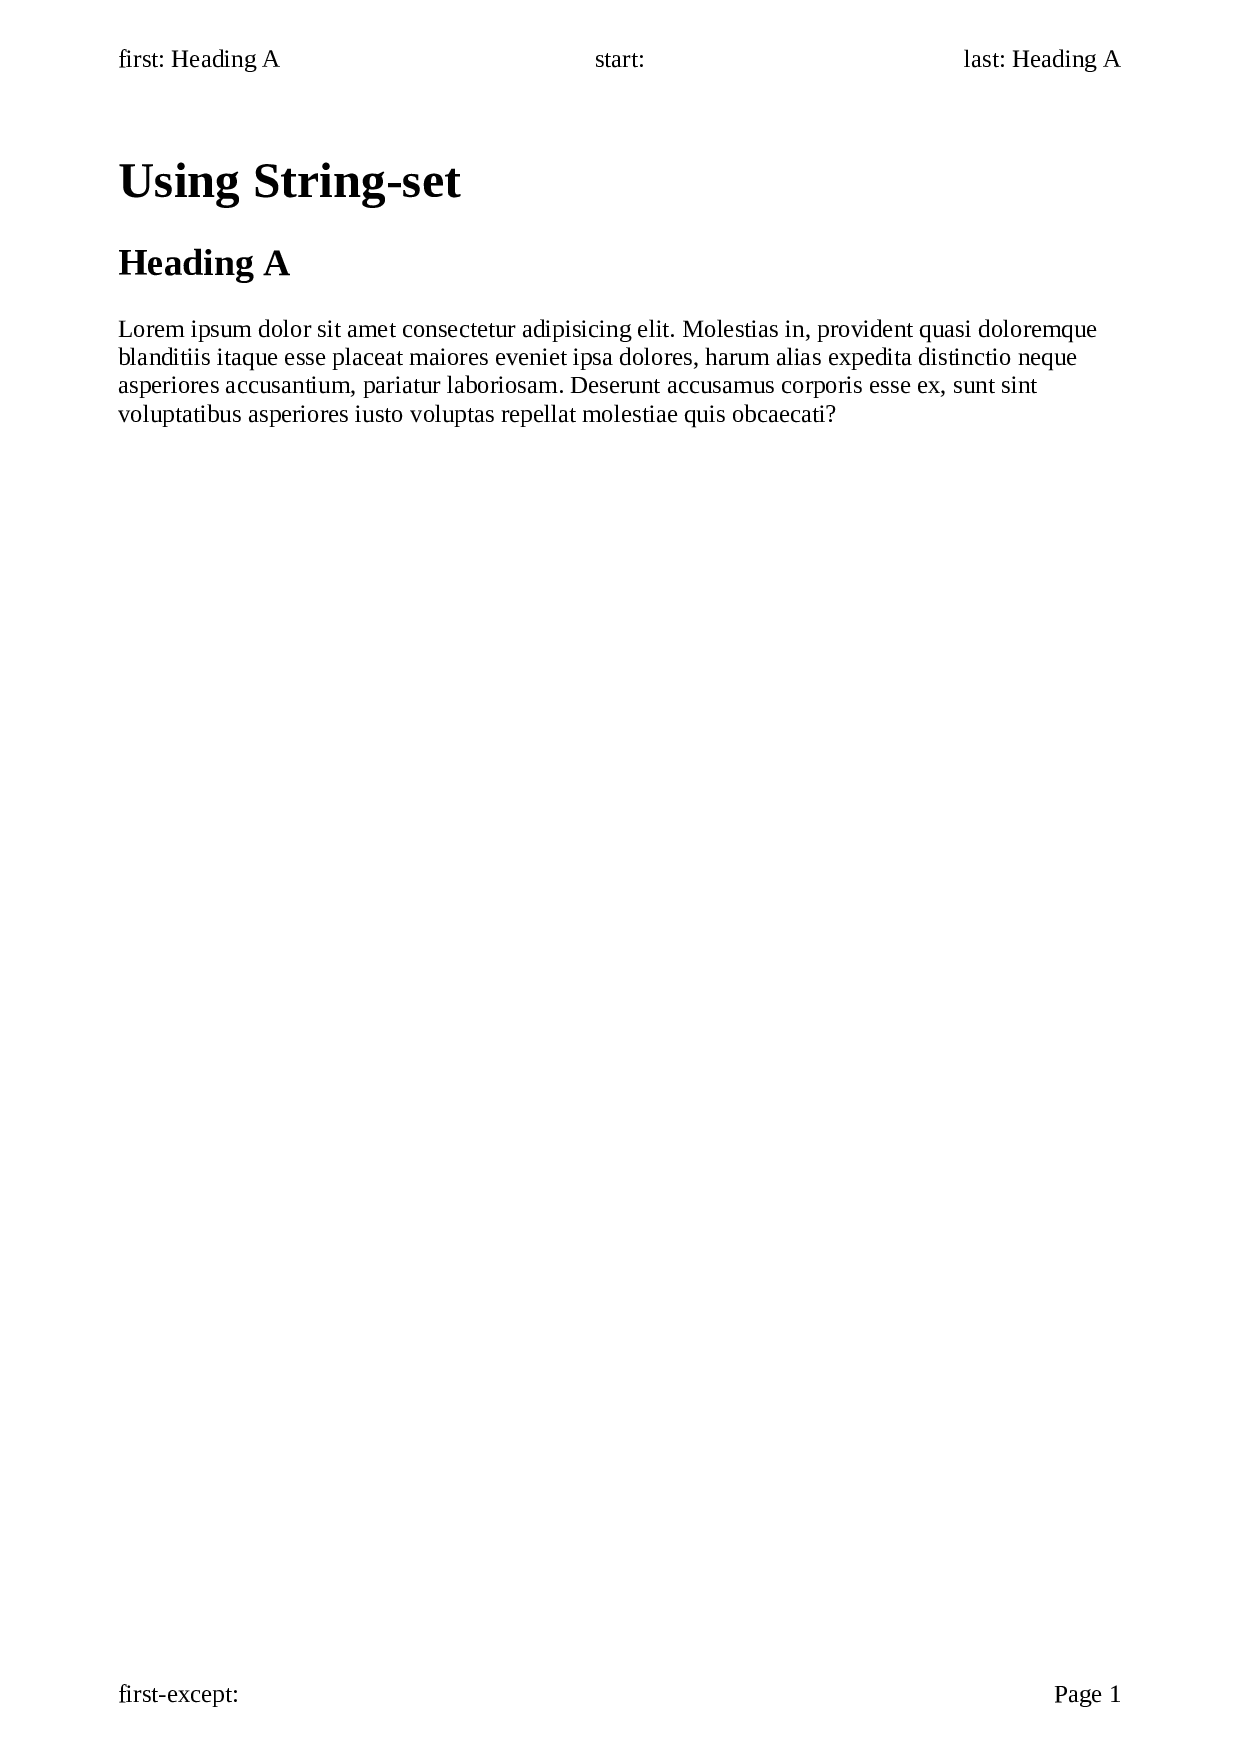 first: Heading A
start:
last: Heading A
Using String-set
Heading A
Lorem ipsum dolor sit amet consectetur adipisicing elit. Molestias in, provident quasi doloremque
blanditiis itaque esse placeat maiores eveniet ipsa dolores, harum alias expedita distinctio neque
asperiores accusantium, pariatur laboriosam. Deserunt accusamus corporis esse ex, sunt sint
voluptatibus asperiores iusto voluptas repellat molestiae quis obcaecati?
first-except:
Page 1